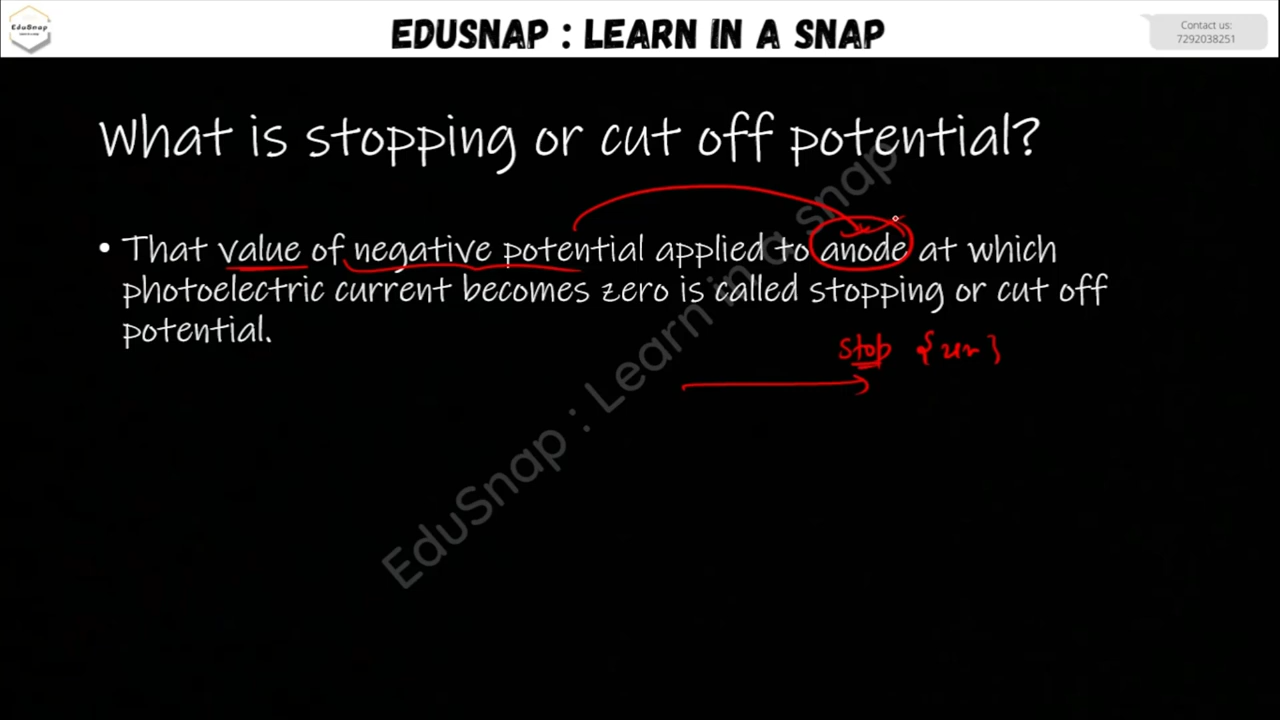 EduSnap
EDUSNAP : LEARN IN A SNAP
Contact us:
7292038251
What is stopping or cut off potential?
• That value of negative potential applied to anode at which
photoelectric current becomes zero is called stopping or cut off
potential.
stop
EduSnap : Learn in a snap